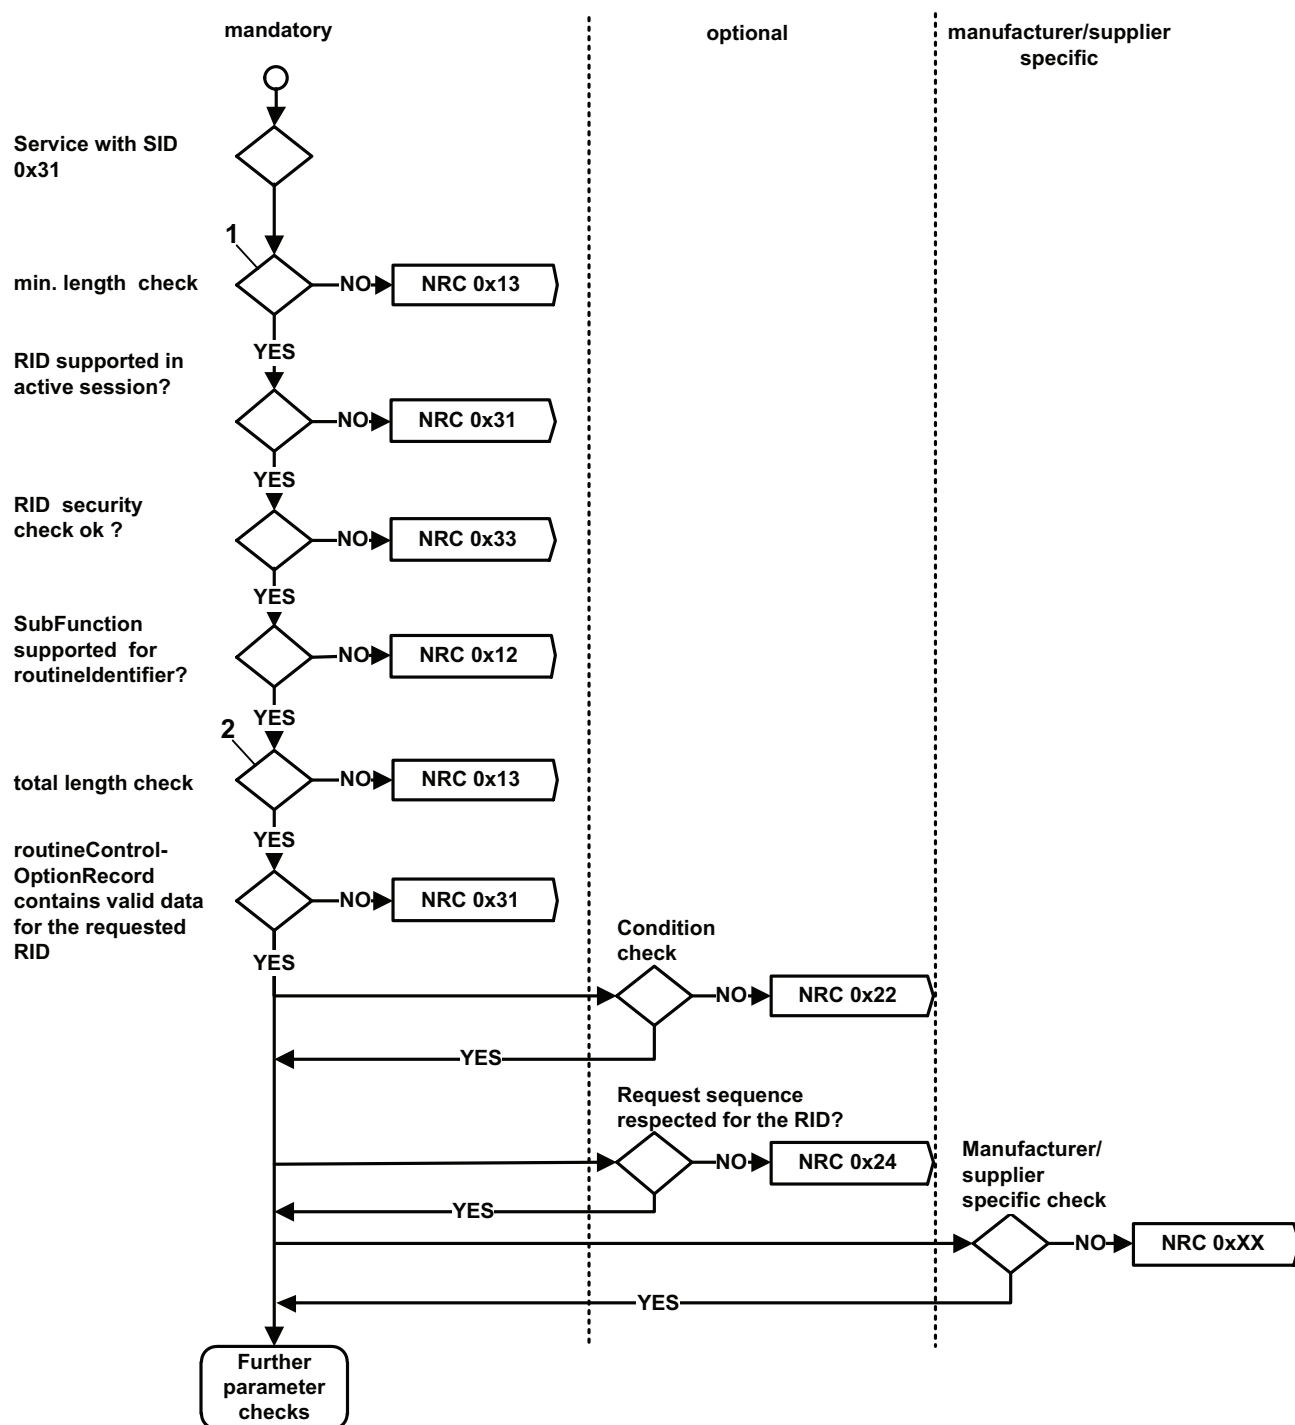 mandatory
optional
manufacturer/supplier
specific
Service with SID
0x31
1
min. length check
NO
NRC 0x13
YES
RID supported in
active session?
NO
NRC 0x31
YES
RID security
check ok ?
NO
NRC 0x33
YES
SubFunction
supported for
routineIdentifier?
NO
NRC 0x12
YES
2
total length check
NO
NRC 0x13
YES
routineControl-
OptionRecord
contains valid data
for the requested
RID
NO
NRC 0x31
YES
Condition
check
NO
NRC 0x22
YES
Request sequence
respected for the RID?
NO
NRC 0x24
YES
Manufacturer/
supplier
specific check
NO
NRC 0xXX
YES
Further
parameter
checks